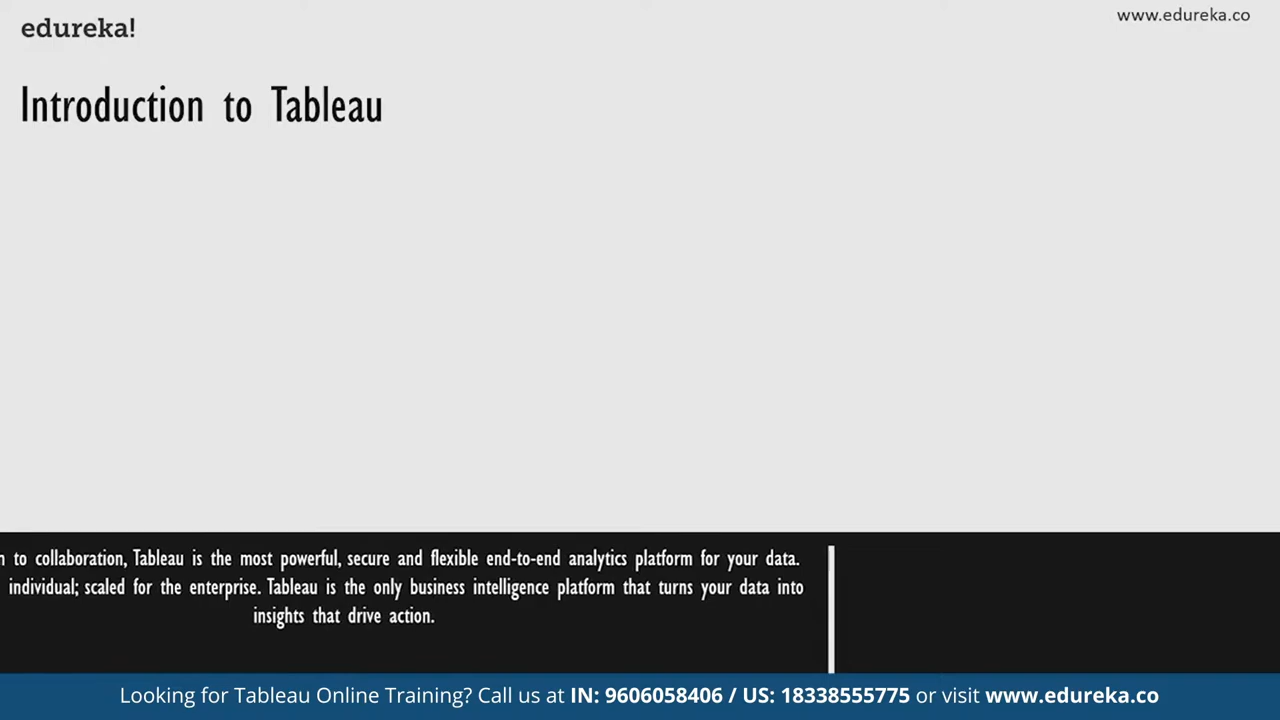 edureka!
www.edureka.co
Introduction to Tableau
to collaboration, Tableau is the most powerful, secure and flexible end-to-end analytics platform for your data.
individual; scaled for the enterprise. Tableau is the only business intelligence platform that turns your data into
insights that drive action.
Looking for Tableau Online Training? Call us at IN: 9606058406 / US: 18338555775 or visit www.edureka.co